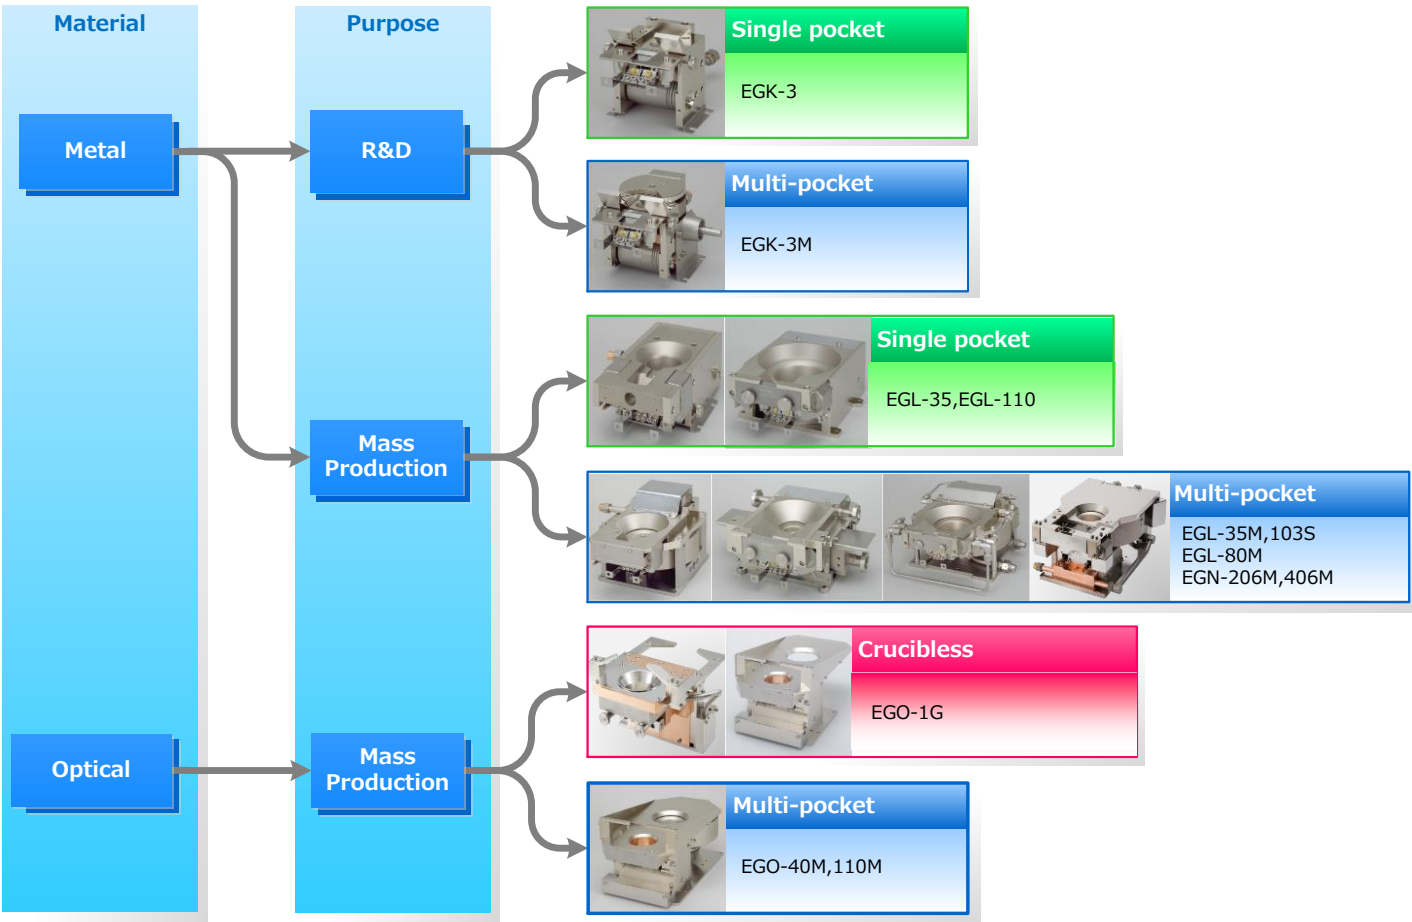 Material
Purpose
Single pocket
EGK-3
Metal
R&D
Multi-pocket
EGK-3M
Single pocket
EGL-35,EGL-110
Mass
Production
Multi-pocket
EGL-35M,103S
EGL-80M
EGN-206M,406M
Crucibless
EGO-1G
Optical
Mass
Production
Multi-pocket
EGO-40M,110M